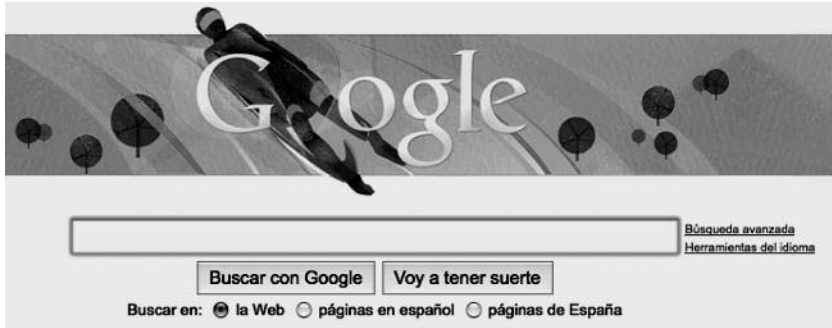 Google
Búsqueda avanzada
Herramientas del idioma
Buscar con Google Voy a tener suerte
Buscar en: la Web páginas en español páginas de España